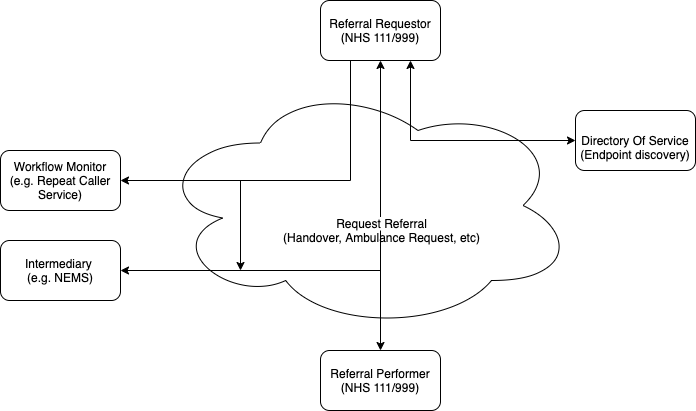 Referral Requestor
(NHS 111/999)
Directory Of Service
(Endpoint discovery)
Workflow Monitor
(e.g. Repeat Caller
Service)
Request Referral
(Handover, Ambulance Request, etc)
Intermediary
(e.g. NEMS)
Referral Performer
(NHS 111/999)